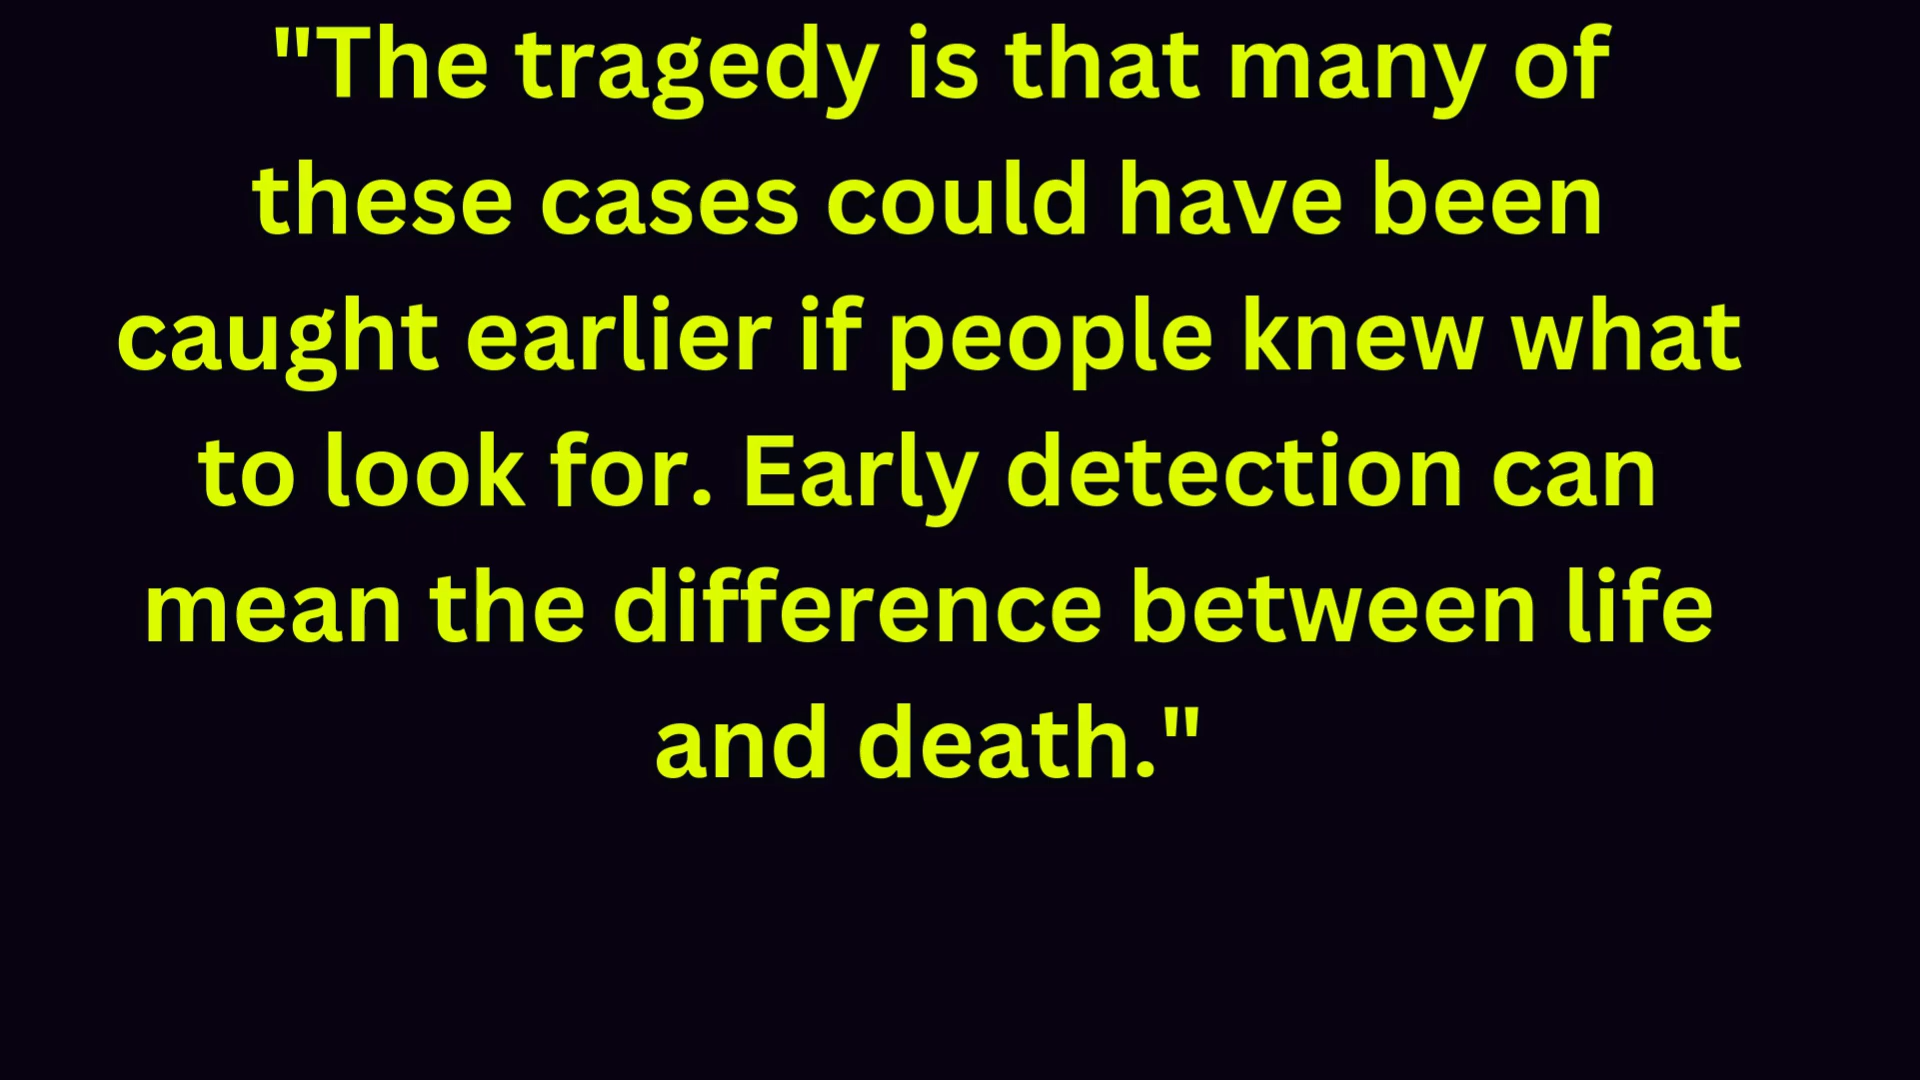 "The tragedy is that many of
these cases could have been
caught earlier if people knew what
to look for. Early detection can
mean the difference between life
and death."